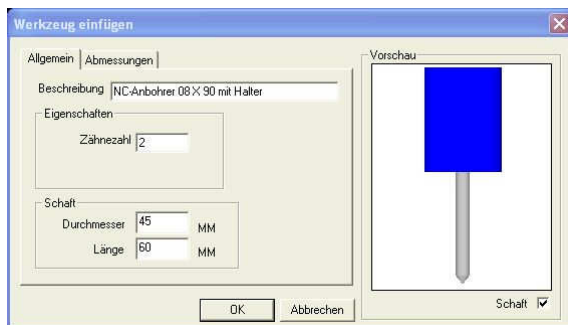 Werkzeug einfügen
Allgemein
Abmessungen
Beschreibung NC-Anbohrer 08 X 90 mit Halter
Eigenschaften
Zähnezahl 2
Schaft
Durchmesser 45 MM
Länge 60 MM
OK
Abbrechen
Vorschau
Schaft